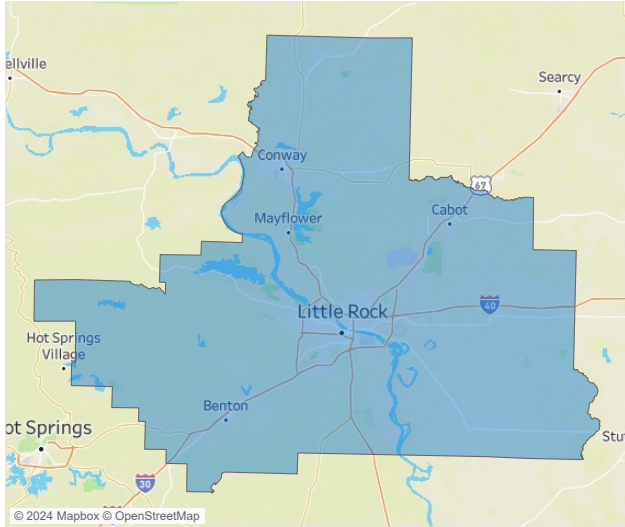 ellville
Searcy
Conway
67
Cabot
Mayflower
40
Little Rock
Hot Springs
Village
Benton
ot Springs
Stut
30
© 2024 Mapbox © OpenStreetMap